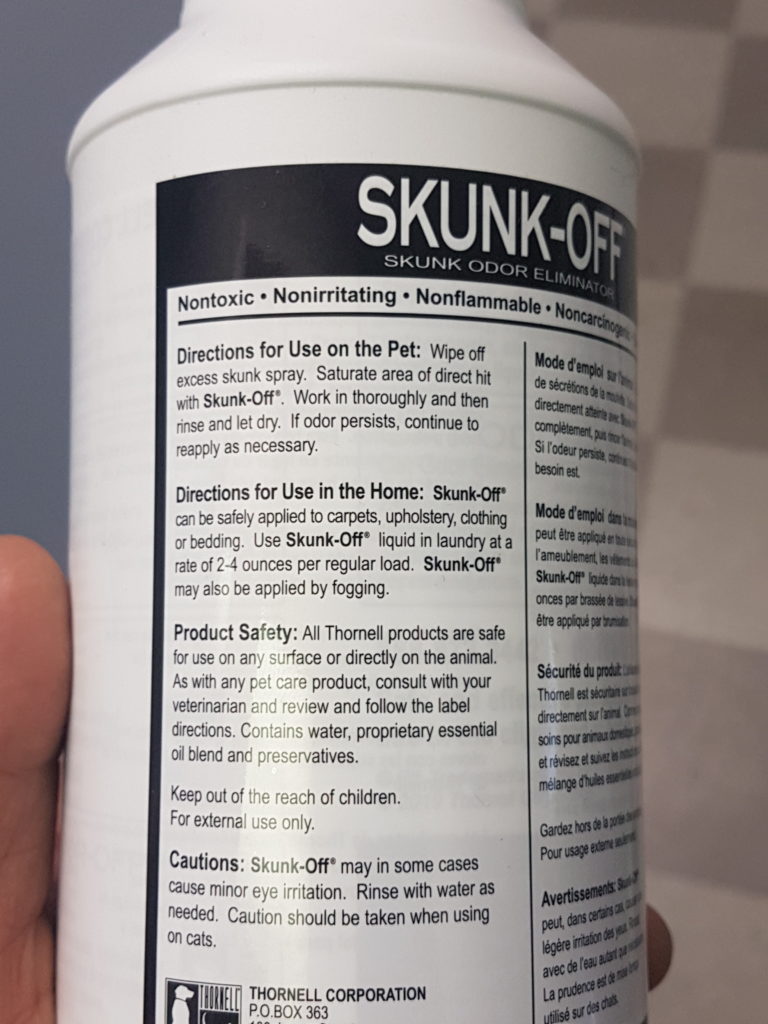 SKUNK-OFF
SKUNK ODOR ELIMINATOR
Nontoxic • Nonirritating • Nonflammable • Noncarcinogenic
Directions for Use on the Pet: Wipe off
excess skunk spray. Saturate area of direct hit
with Skunk-Off®. Work in thoroughly and then
rinse and let dry. If odor persists, continue to
reapply as necessary.
Directions for Use in the Home: Skunk-Off®
can be safely applied to carpets, upholstery, clothing
or bedding. Use Skunk-Off® liquid in laundry at a
rate of 2-4 ounces per regular load. Skunk-Off®
may also be applied by fogging.
Product Safety: All Thornell products are safe
for use on any surface or directly on the animal.
As with any pet care product, consult with your
veterinarian and review and follow the label
directions. Contains water, proprietary essential
oil blend and preservatives.
Keep out of the reach of children.
For external use only.
Cautions: Skunk-Off® may in some cases
cause minor eye irritation. Rinse with water as
needed. Caution should be taken when using
on cats.
THORNELL
THORNELL CORPORATION
P.O.BOX 363
Mode d'emploi sur
de sécrétions de la
directement atteinte avec
complètement, puis rincer
Si l'odeur persiste,
besoin est.
Mode d'emploi dans la
peut être appliqué en
l'ameublement, les
Skunk-Off® liquide dans la
onces par brassée de
être appliqué par brumisation.
Sécurité du produit:
Thornell est sécuritaire sur
directement sur l'animal.
soins pour animaux
et révisez et suivez les
mélange d'huiles essentielles
Gardez hors de la portée
Pour usage externe seulement.
Avertissements:
peut, dans certains cas,
légère irritation des yeux.
avec de l'eau autant que
La prudence est de mise
utilisé sur des chats.